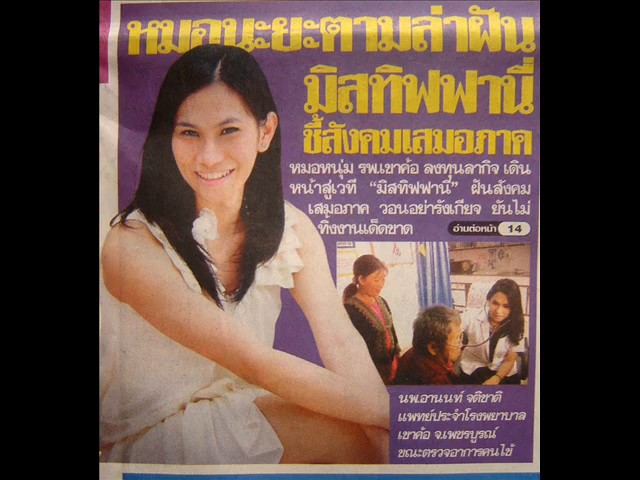 หมอนะยะตามล่าฝัน
มิสทิฟฟานี่
ชี้สังคมเสมอภาค
หมอหนุ่ม รพ.เขาค้อ ลงทุนลากิจ เดิน
หน้าสู่เวที “มิสทิฟฟานี่” ฝันสังคม
เสมอภาค วอนอย่ารังเกียจ ยันไม่
ทิ้งงานเด็ดขาด
อ่านต่อหน้า 14
นพ.อานนท์ จดิชาติ
แพทย์ประจำโรงพยาบาล
เขาค้อ จ.เพชรบูรณ์
ขณะตรวจอาการคนไข้